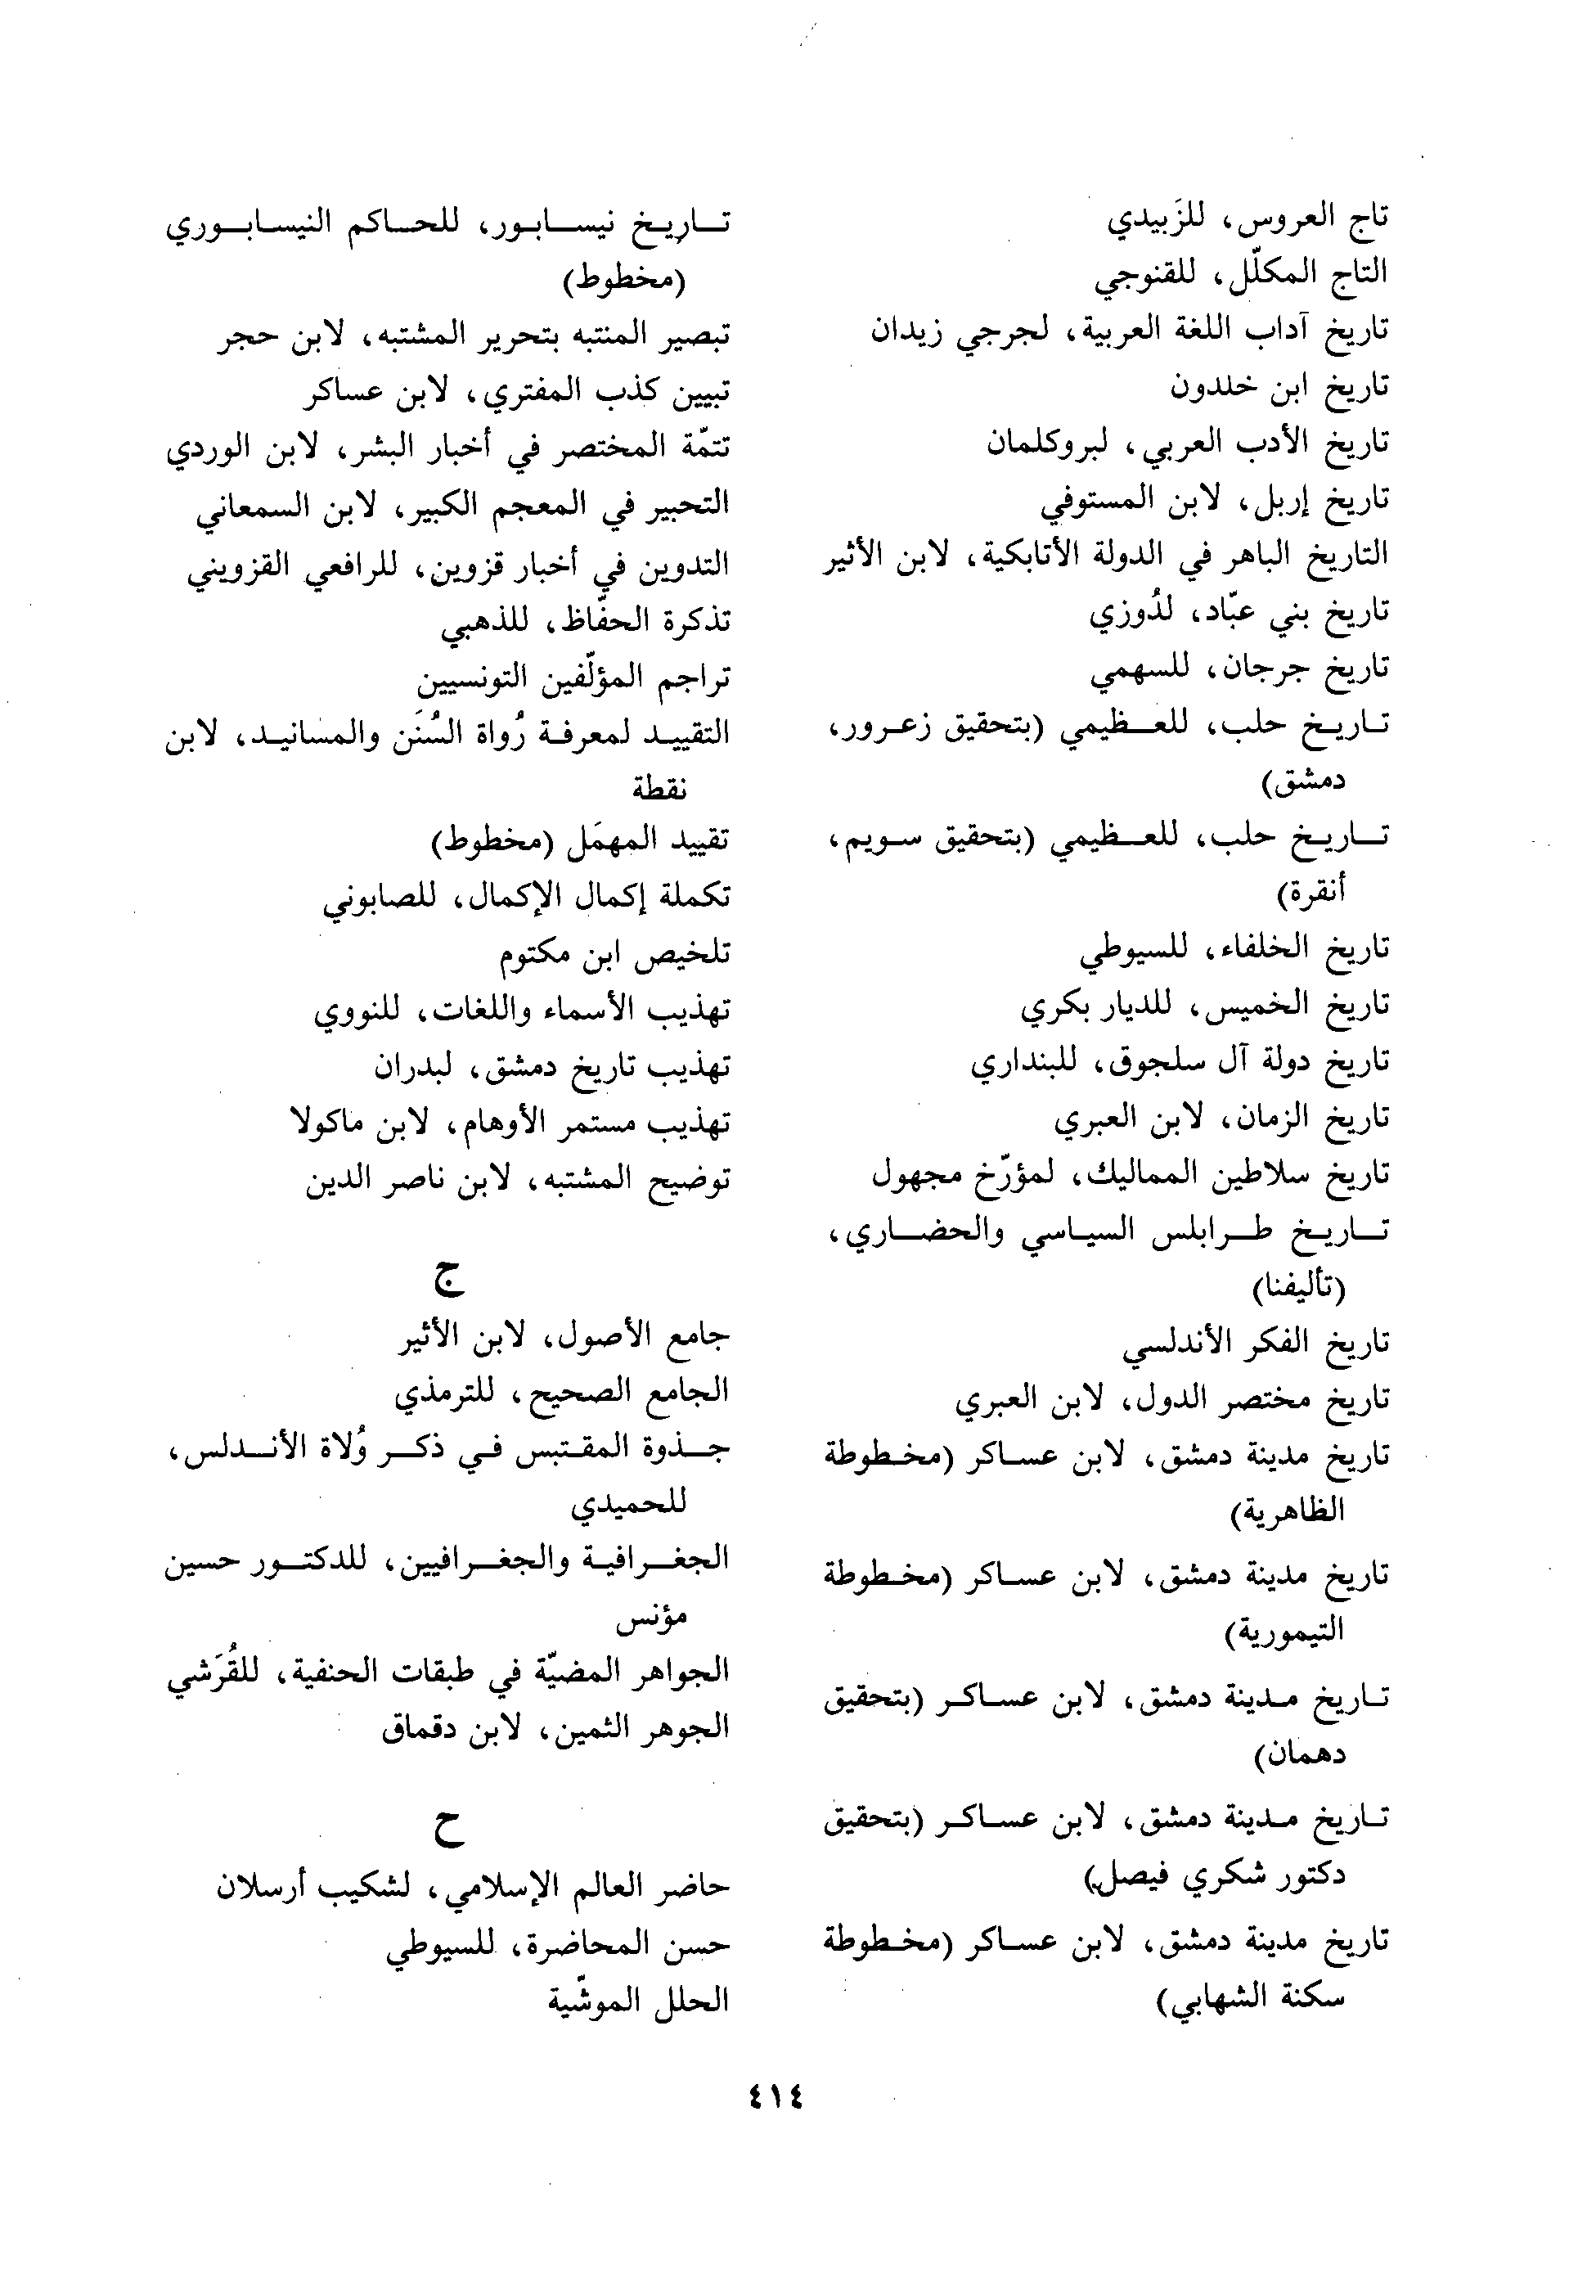 تاج العروس، للزَبيدي
التاج المكلّل، للقنوجي
تاريخ آداب اللغة العربية، لجرجي زيدان
تاريخ ابن خلدون
تاريخ الأدب العربي، لبروكلمان
تاريخ إربل، لابن المستوفي
التاريخ الباهر في الدولة الأتابكية، لابن الأثير
تاريخ بني عبّاد، لدُوزي
تاريخ جرجان، للسهمي
تاريخ حلب، للعظيمي (بتحقيق زعرور،
دمشق)
تاريخ حلب، للعظيمي (بتحقيق سويم،
أنقرة)
تاريخ الخلفاء، للسيوطي
تاريخ الخميس، للديار بكري
تاريخ دولة آل سلجوق، للبنداري
تاريخ الزمان، لابن العبري
تاريخ سلاطين المماليك، لمؤرّخ مجهول
تاريخ طرابلس السياسي والحضاري،
(تأليفنا)
تاريخ الفكر الأندلسي
تاريخ مختصر الدول، لابن العبري
تاريخ مدينة دمشق، لابن عساكر (مخطوطة
الظاهرية)
تاريخ مدينة دمشق، لابن عساكر (مخطوطة
التيمورية)
تاريخ مدينة دمشق، لابن عساكر (بتحقيق
دهمان)
تاريخ مدينة دمشق، لابن عساكر (بتحقيق
دكتور شكري فيصل)
تاريخ مدينة دمشق، لابن عساكر (مخطوطة
سكنة الشهابي)
تاريخ نيسابور، للحاكم النيسابوري
(مخطوط)
تبصير المنتبه بتحرير المشتبه، لابن حجر
تبيين كذب المفتري، لابن عساكر
تتمّة المختصر في أخبار البشر، لابن الوردي
التحبير في المعجم الكبير، لابن السمعاني
التدوين في أخبار قزوين، للرافعي القزويني
تذكرة الحفّاظ، للذهبي
تراجم المؤلّفين التونسيين
التقييد لمعرفة رُواة السُنَن والمسانيد، لابن
نقطة
تقييد المهمَل (مخطوط)
تكملة إكمال الإكمال، للصابوني
تلخيص ابن مكتوم
تهذيب الأسماء واللغات، للنووي
تهذيب تاريخ دمشق، لبدران
تهذيب مستمر الأوهام، لابن ماكولا
توضيح المشتبه، لابن ناصر الدين
ج
جامع الأصول، لابن الأثير
الجامع الصحيح، للترمذي
جذوة المقتبس في ذكر وُلاة الأندلس،
للحميدي
الجغرافية والجغرافيين، للدكتور حسين
مؤنس
الجواهر المضيّة في طبقات الحنفية، للقُرَشي
الجوهر الثمين، لابن دقماق
ح
حاضر العالم الإسلامي، لشكيب أرسلان
حسن المحاضرة، للسيوطي
الحلل الموشّية
٤١٤